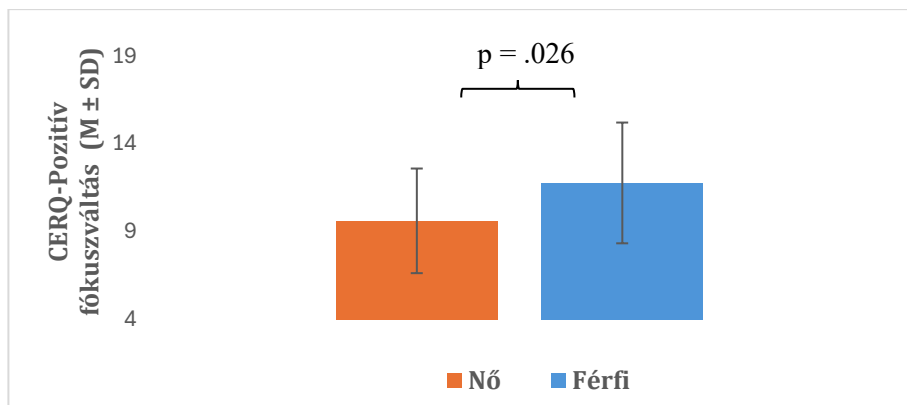 CERQ-Pozitív
fókuszváltás (M ± SD)
19
14
9
4
p = .026
Nő
Férfi